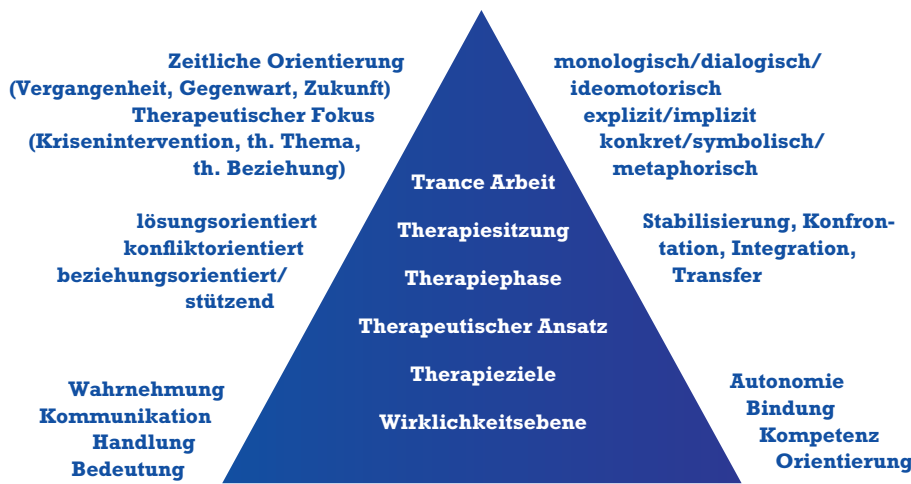 Zeitliche Orientierung
(Vergangenheit, Gegenwart, Zukunft)
Therapeutischer Fokus
(Krisenintervention, th. Thema,
th. Beziehung)
monologisch/dialogisch/
ideomotorisch
explizit/implizit
konkret/symbolisch/
metaphorisch
lösungsorientiert
konfliktorientiert
beziehungsorientiert/
stützend
Stabilisierung, Konfron-
tation, Integration,
Transfer
Trance Arbeit
Therapiesitzung
Therapiephase
Therapeutischer Ansatz
Therapieziele
Wirklichkeitsebene
Wahrnehmung
Kommunikation
Handlung
Bedeutung
Autonomie
Bindung
Kompetenz
Orientierung